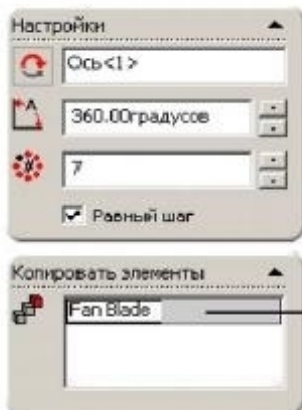 Настройки
Ось<1>
360.00градусов
7
Равный шаг
Копировать элементы
Fan Blade